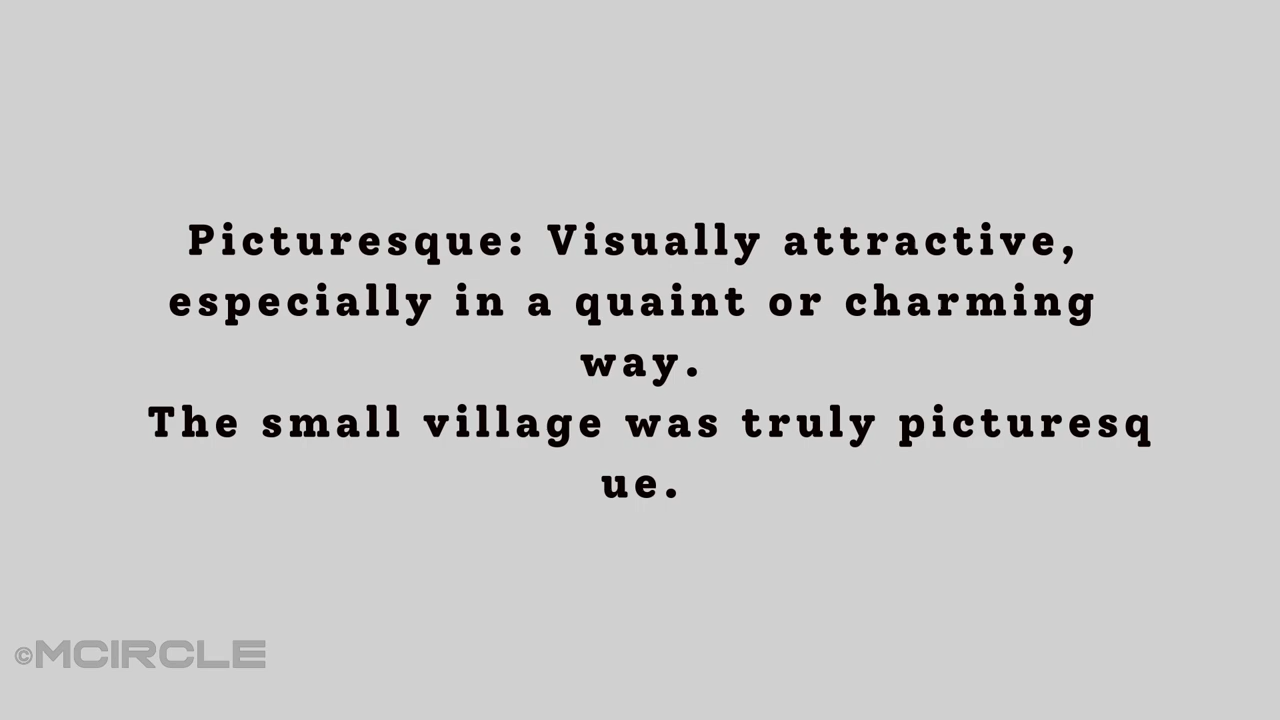 Picturesque: Visually attractive,
especially in a quaint or charming
way.
The small village was truly picturesq
ue.
©MCIRCLE